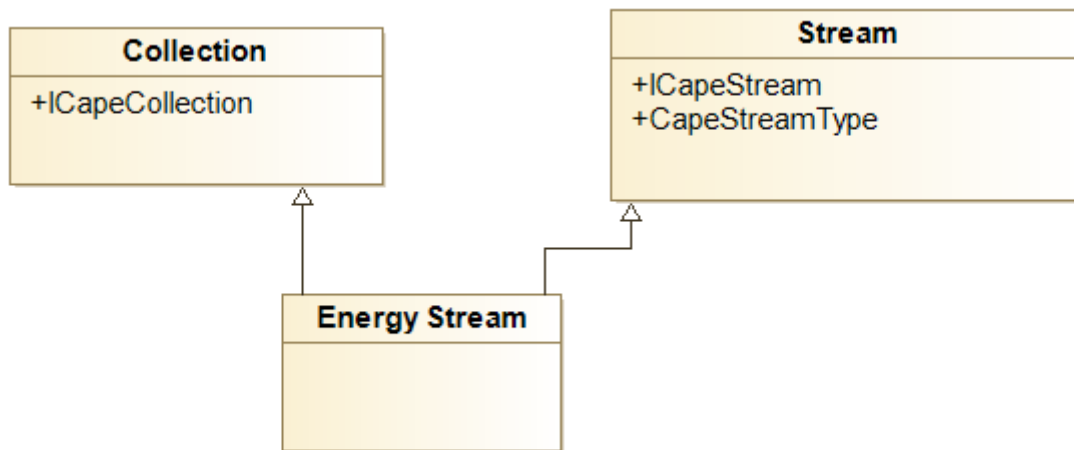 Collection
+ICapeCollection
Stream
+ICapeStream
+CapeStreamType
Energy Stream